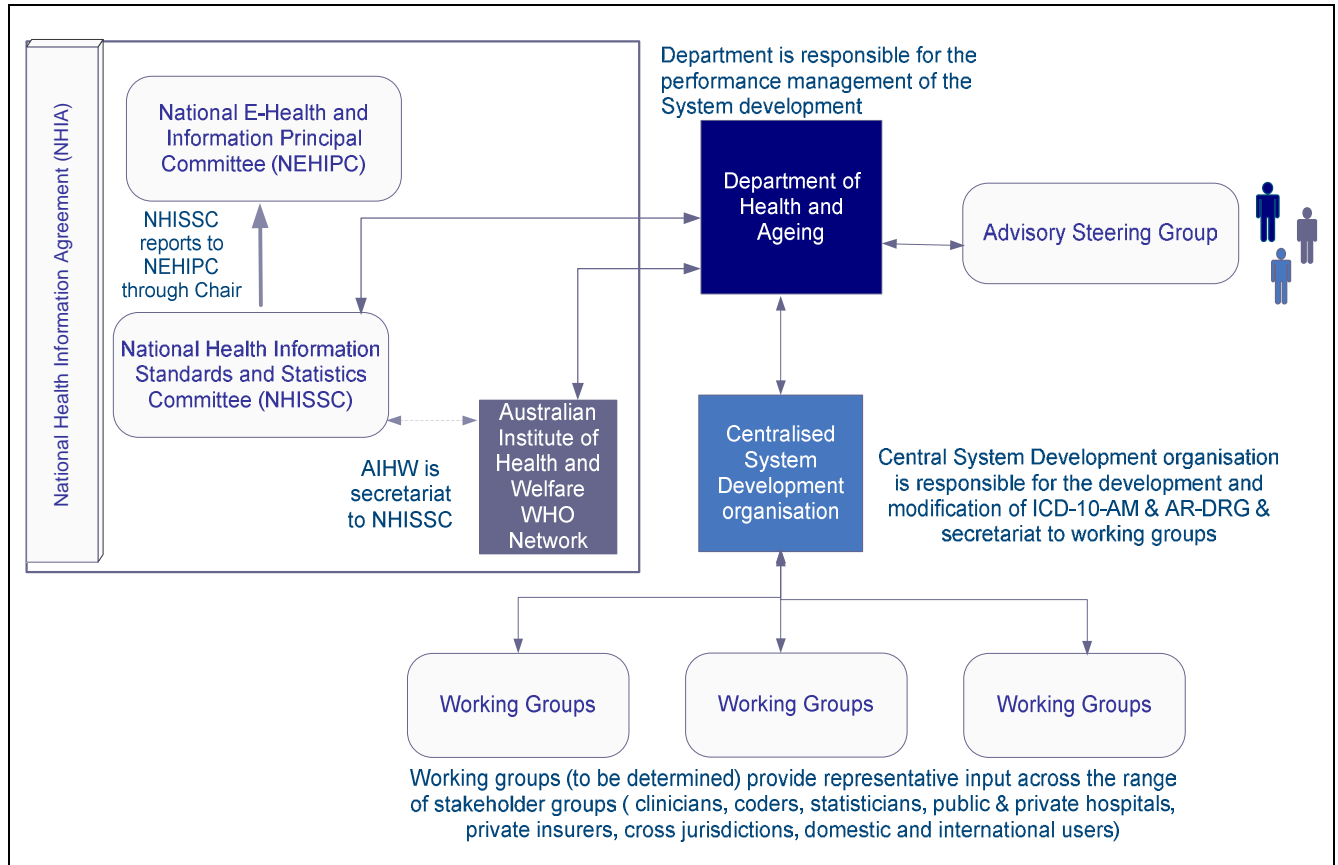 National Health Information Agreement (NHIA)
National E-Health and
Information Principal
Committee (NEHIPC)
NHISSC
reports to
NEHIPC
through Chair
National Health Information
Standards and Statistics
Committee (NHISSC)
AIHW is
secretariat
to NHISSC
Australian
Institute of
Health and
Welfare
WHO
Network
Department is responsible for the
performance management of the
System development
Department of
Health and
Ageing
Advisory Steering Group
Centralised
System
Development
organisation
Central System Development organisation
is responsible for the development and
modification of ICD-10-AM & AR-DRG &
secretariat to working groups
Working Groups
Working Groups
Working Groups
Working groups (to be determined) provide representative input across the range
of stakeholder groups ( clinicians, coders, statisticians, public & private hospitals,
private insurers, cross jurisdictions, domestic and international users)